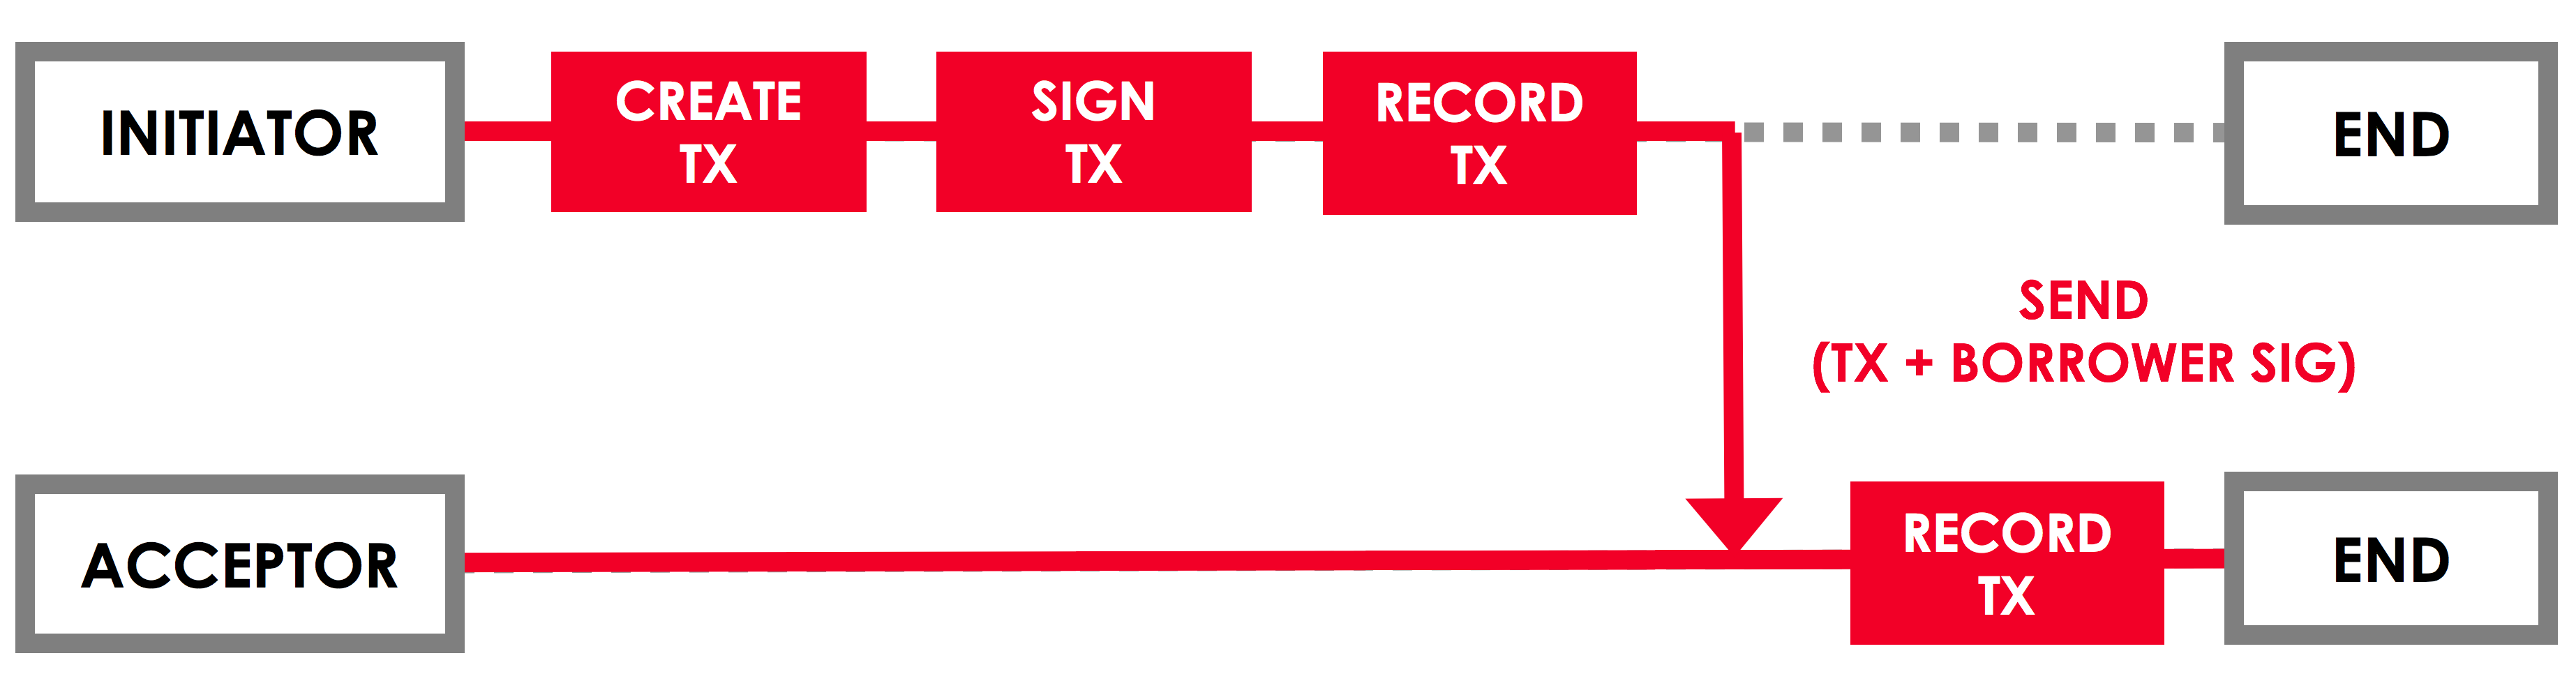 INITIATOR
CREATE
TX
SIGN
TX
RECORD
TX
END
SEND
(TX + BORROWER SIG)
ACCEPTOR
RECORD
TX
END